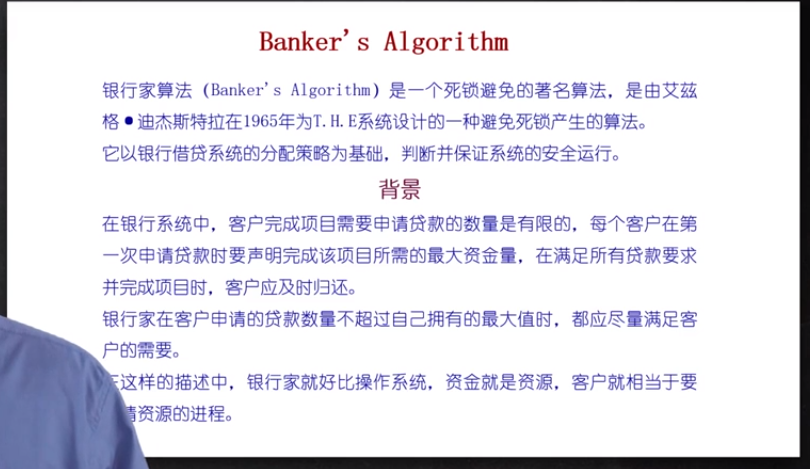 Banker's Algorithm
银行家算法（Banker's Algorithm）是一个死锁避免的著名算法，是由艾兹
格●迪杰斯特拉在1965年为T.H.E系统设计的一种避免死锁产生的算法。
它以银行借贷系统的分配策略为基础，判断并保证系统的安全运行。
背景
在银行系统中，客户完成项目需要申请贷款的数量是有限的，每个客户在第
一次申请贷款时要声明完成该项目所需的最大资金量，在满足所有贷款要求
并完成项目时，客户应及时归还。
银行家在客户申请的贷款数量不超过自己拥有的最大值时，都应尽量满足客
户的需要。
这样的描述中，银行家就好比操作系统，资金就是资源，客户就相当于要
资源的进程。